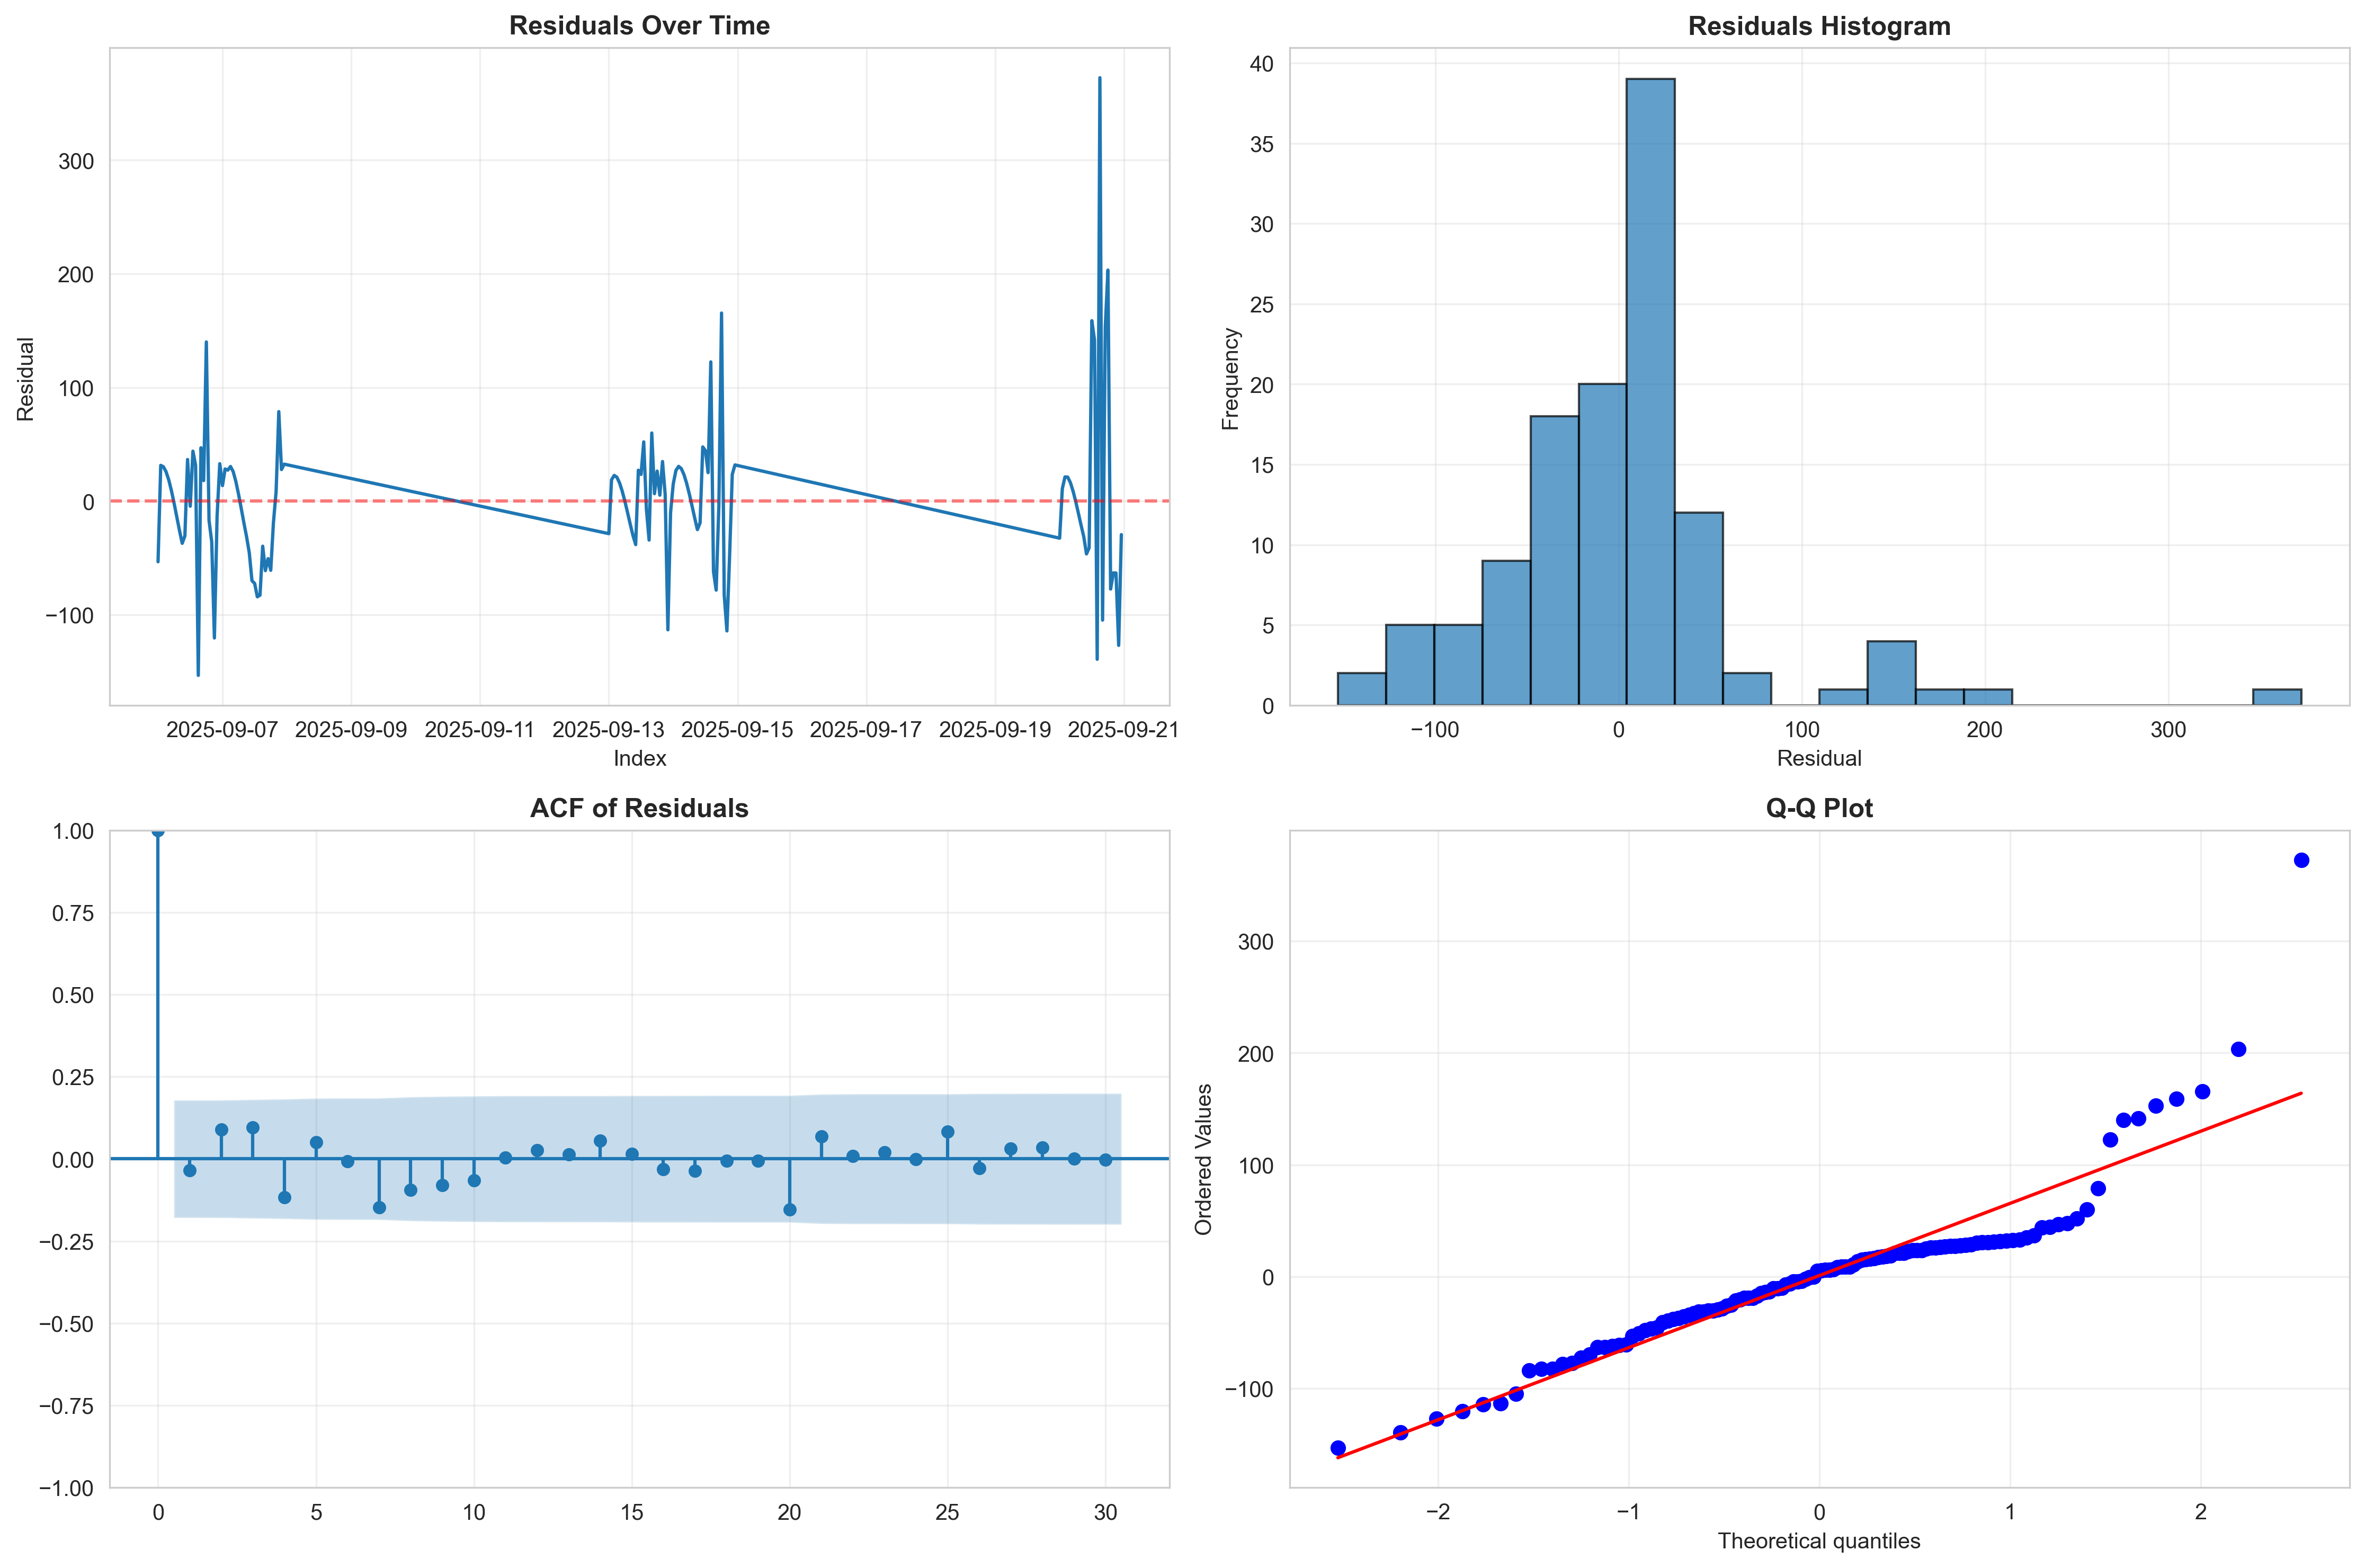 Residuals Over Time
300
200
100
0
−100
Residual
2025-09-07 2025-09-09 2025-09-11 2025-09-13 2025-09-15 2025-09-17 2025-09-19 2025-09-21
Index
Residuals Histogram
40
35
30
25
20
15
10
5
0
Frequency
−100 0 100 200 300
Residual
ACF of Residuals
1.00
0.75
0.50
0.25
0.00
−0.25
−0.50
−0.75
−1.00
0 5 10 15 20 25 30
Q-Q Plot
300
200
100
0
−100
Ordered Values
−2 −1 0 1 2
Theoretical quantiles